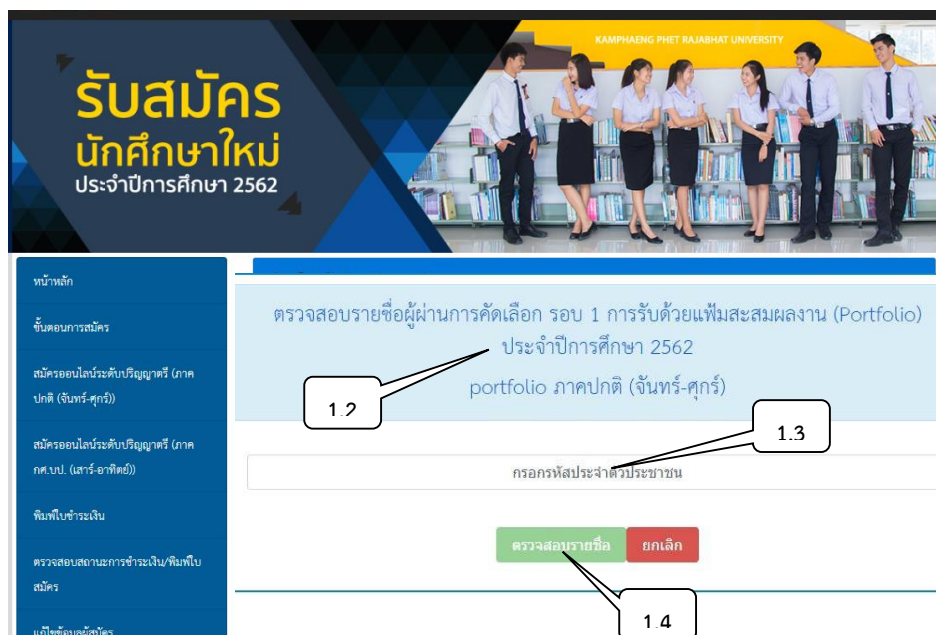 KAMPHAENG PHET RAJABHAT UNIVERSITY
รับสมัคร
นักศึกษาใหม่
ประจำปีการศึกษา 2562
หน้าหลัก
ขั้นตอนการสมัคร
สมัครออนไลน์ระดับปริญญาตรี (ภาค
ปกติ (จันทร์-ศุกร์))
สมัครออนไลน์ระดับปริญญาตรี (ภาค
กศ.บป. (เสาร์-อาทิตย์))
พิมพ์ใบชำระเงิน
ตรวจสอบสถานะการชำระเงิน/พิมพ์ใบ
สมัคร
แก้ไขข้อมูลผู้สมัคร
ตรวจสอบรายชื่อผู้ผ่านการคัดเลือก รอบ 1 การรับด้วยแฟ้มสะสมผลงาน (Portfolio)
ประจำปีการศึกษา 2562
portfolio ภาคปกติ (จันทร์-ศุกร์)
1.2
1.3
กรอกรหัสประจำตัวประชาชน
ตรวจสอบรายชื่อ
ยกเลิก
1.4